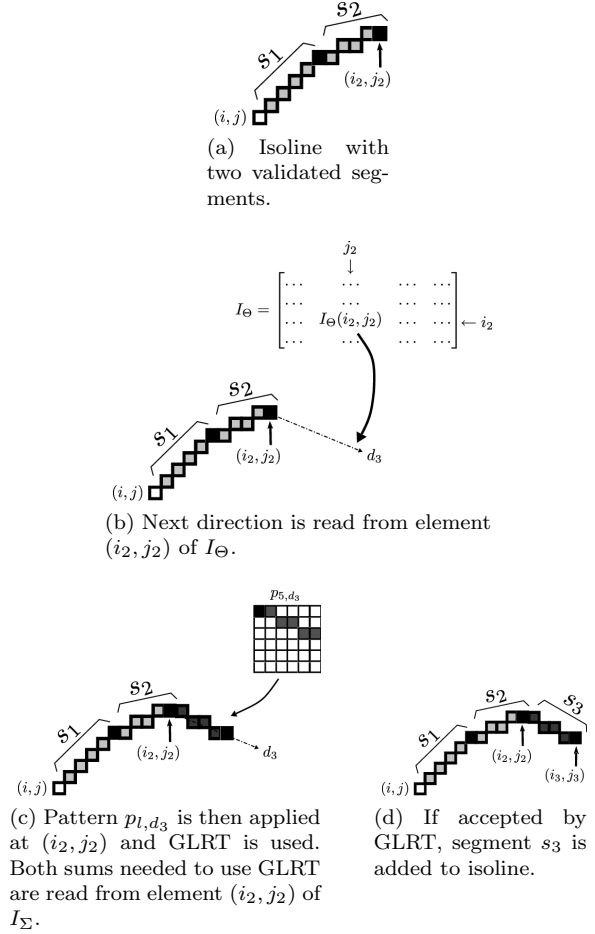 s2
s1
(i2, j2)
(i, j)
(a) Isoline with
two validated seg-
ments.
j2
↓
⋯ ⋯ ⋯ ⋯
⋯ ⋯ ⋯ ⋯
IΘ = ⋯ IΘ(i2, j2) ⋯ ⋯ ← i2
⋯ ⋯ ⋯ ⋯
s2
s1
(i2, j2)
d3
(i, j)
(b) Next direction is read from element
(i2, j2) of IΘ.
p5,d3
s2
s1
(i2, j2)
d3
(i, j)
(c) Pattern pl,d3 is then applied
at (i2, j2) and GLRT is used.
Both sums needed to use GLRT
are read from element (i2, j2) of
IΣ.
s2
s3
s1
(i2, j2)
(i3, j3)
(i, j)
(d) If accepted by
GLRT, segment s3 is
added to isoline.